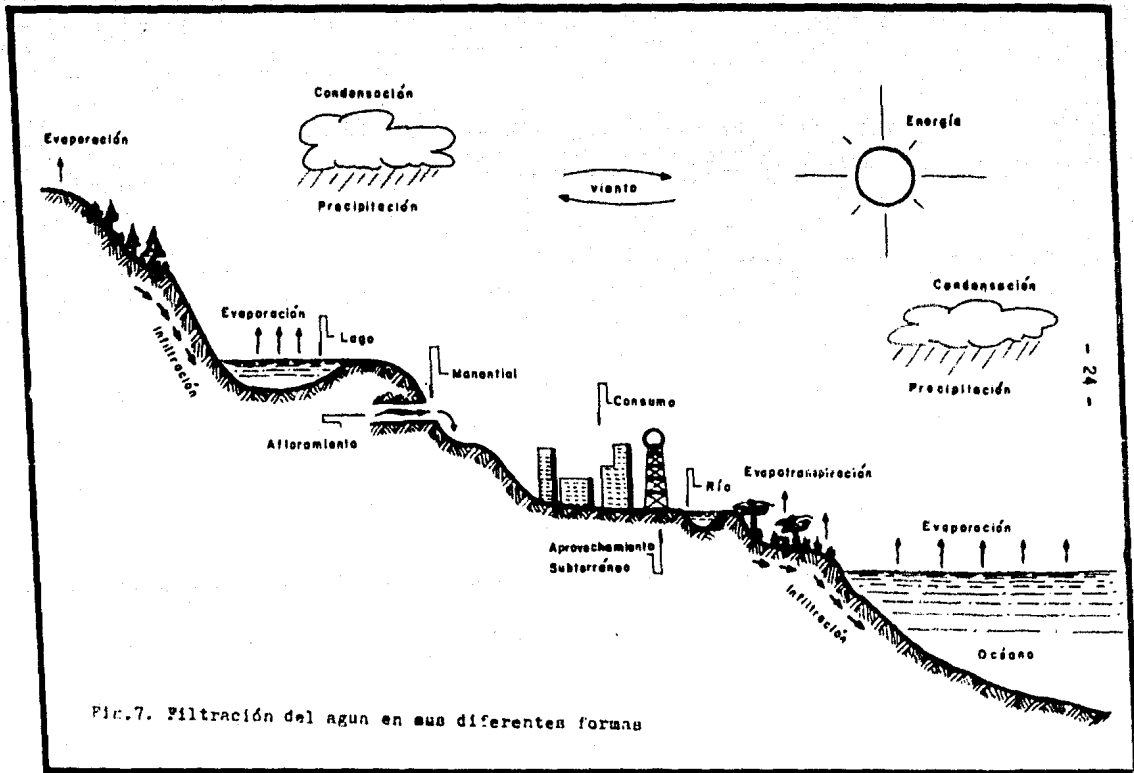 Condensación
Energía
Evaporación
viento
Precipitación
Condensación
Evaporación
Lago
Infiltración
Manantial
Precipitación
- 24 -
Consumo
Afloramiento
Río
Evapotranspiración
Evaporación
Aprovechamiento
Subterráneo
Infiltración
Océano
Fig.7. Filtración del agua en sus diferentes formas